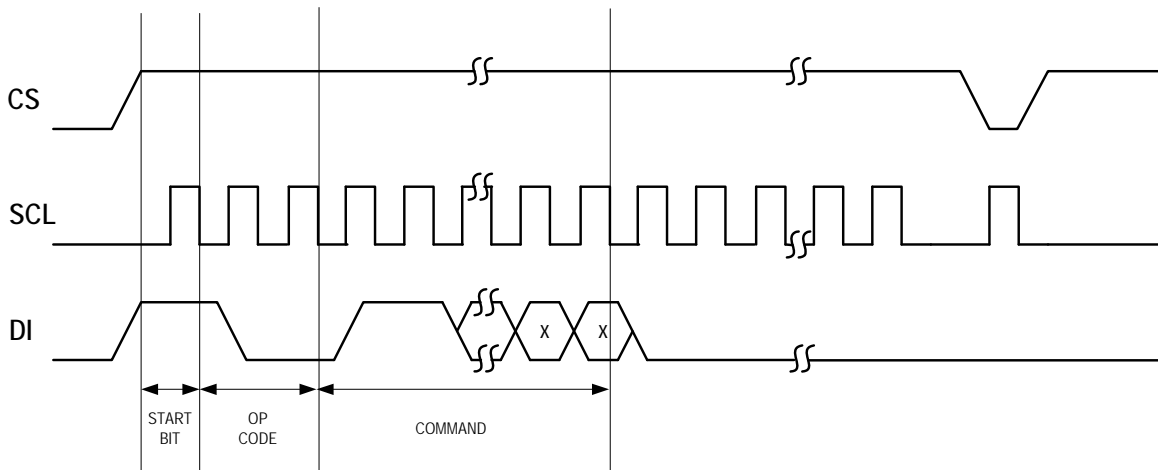 CS
SCL
DI
X X
START
BIT
OP
CODE
COMMAND